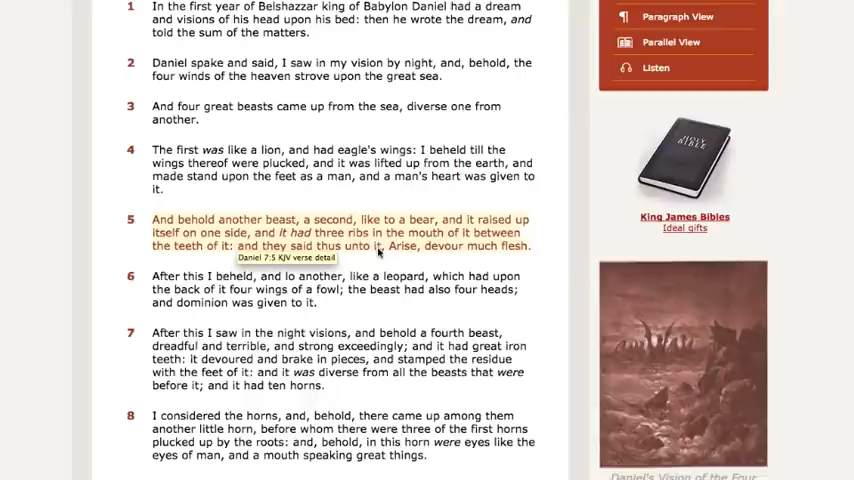 1 In the first year of Belshazzar king of Babylon Daniel had a dream
and visions of his head upon his bed: then he wrote the dream, and
told the sum of the matters.
2 Daniel spake and said, I saw in my vision by night, and, behold, the
four winds of the heaven strove upon the great sea.
3 And four great beasts came up from the sea, diverse one from
another.
4 The first was like a lion, and had eagle's wings: I beheld till the
wings thereof were plucked, and it was lifted up from the earth, and
made stand upon the feet as a man, and a man's heart was given to
it.
5 And behold another beast, a second, like to a bear, and it raised up
itself on one side, and it had three ribs in the mouth of it between
the teeth of it: and they said thus unto it, Arise, devour much flesh.
Daniel 7:5 KJV verse detail
6 After this I beheld, and lo another, like a leopard, which had upon
the back of it four wings of a fowl; the beast had also four heads;
and dominion was given to it.
7 After this I saw in the night visions, and behold a fourth beast,
dreadful and terrible, and strong exceedingly; and it had great iron
teeth: it devoured and brake in pieces, and stamped the residue
with the feet of it: and it was diverse from all the beasts that were
before it; and it had ten horns.
8 I considered the horns, and, behold, there came up among them
another little horn, before whom there were three of the first horns
plucked up by the roots: and, behold, in this horn were eyes like the
eyes of man, and a mouth speaking great things.
Paragraph View
Parallel View
Listen
HOLY
BIBLE
King James Bibles
Ideal gifts
Daniel's Vision of the Four